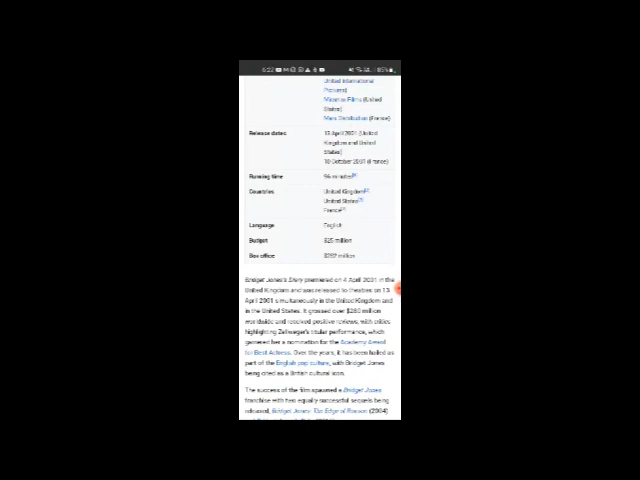 United International
Pictures)
Miramax Films (United
States)
Mars Distribution (France)
Release dates
13 April 2001 (United
Kingdom and United
States)
10 October 2001 (France)
Running time
96 minutes
Countries
United Kingdom
United States
France
Language
English
Budget
$25 million
Box office
million
Bridget Jones's Diary premiered on 4 April 2001 in the
United Kingdom and was released to theatres on 13
April 2001 simultaneously in the United Kingdom and
in the United States. It grossed over $280 million
worldwide and received positive reviews, with critics
highlighting Zellweger's titular performance, which
garnered her a nomination for the Academy Award
for Best Actress. Over the years, it has been hailed as
part of the English pop culture, with Bridget Jones
being cited as a British cultural icon.
The success of the film spawned a Bridget Jones
franchise with two equally successful sequels being
released, Bridget Jones: The Edge of Reason (2004)